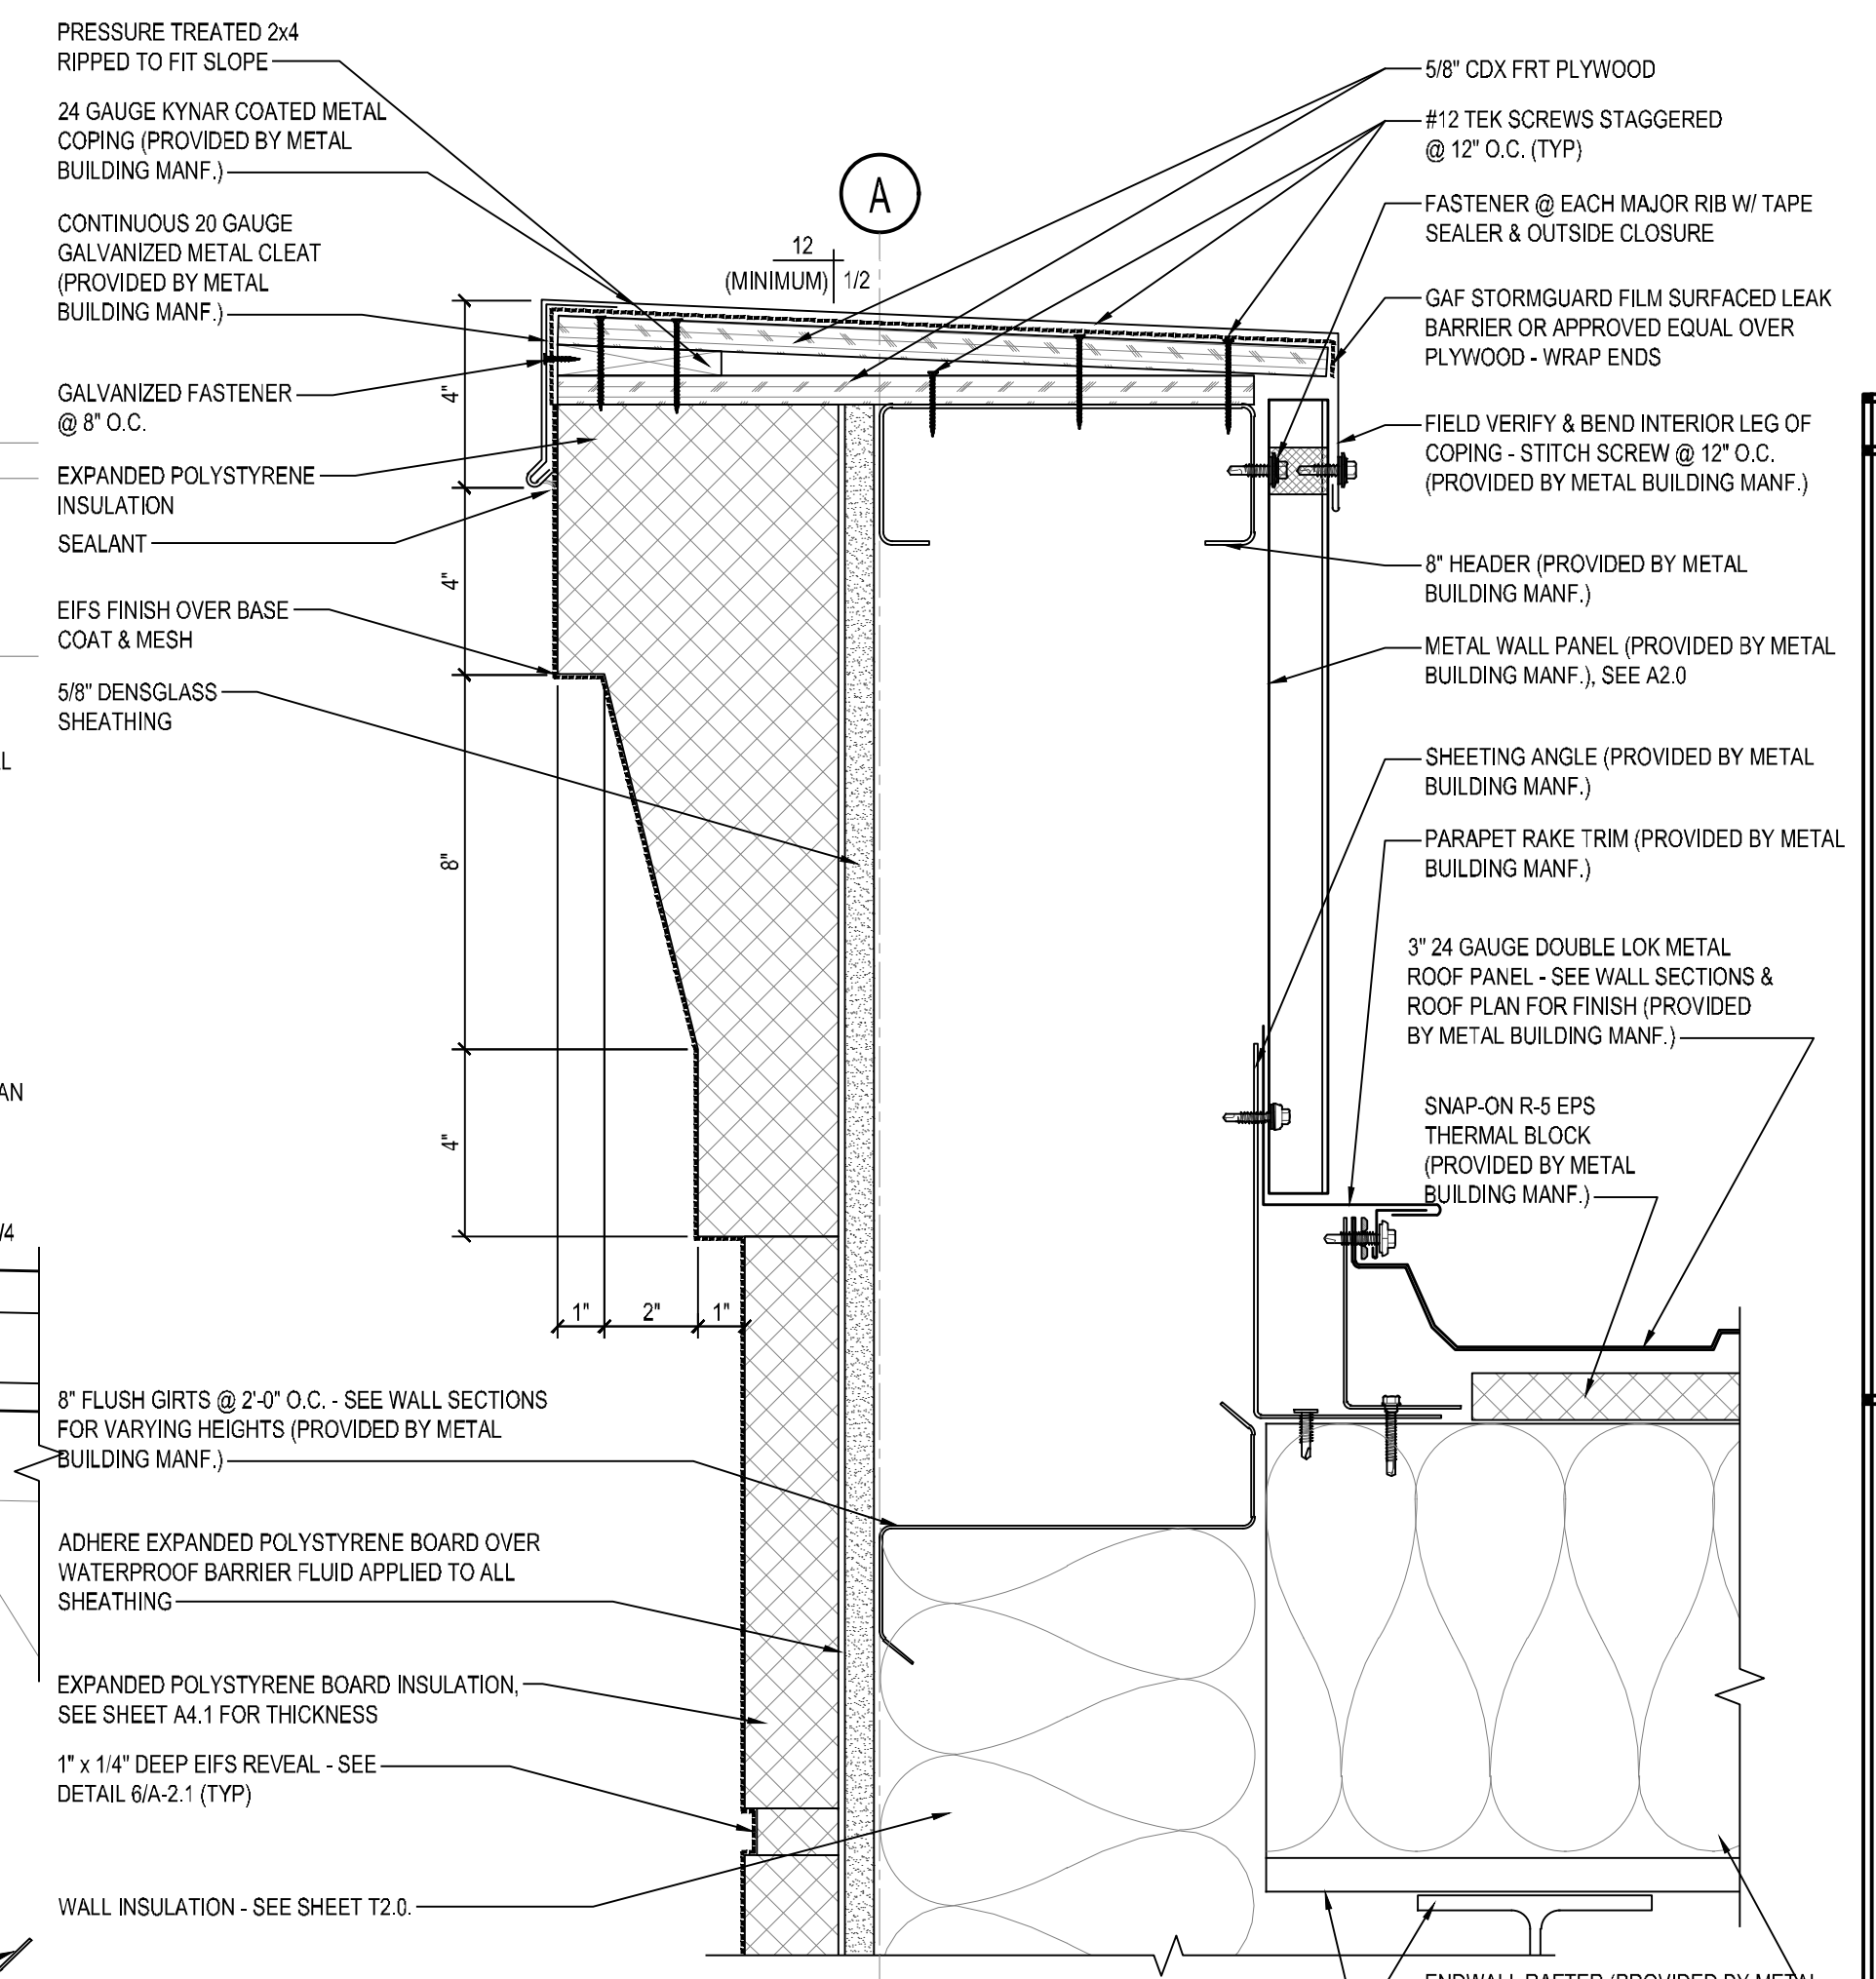 PRESSURE TREATED 2x4
RIPPED TO FIT SLOPE
24 GAUGE KYNAR COATED METAL
COPING (PROVIDED BY METAL
BUILDING MANF.)
CONTINUOUS 20 GAUGE
GALVANIZED METAL CLEAT
(PROVIDED BY METAL
BUILDING MANF.)
GALVANIZED FASTENER
@ 8" O.C.
EXPANDED POLYSTYRENE
INSULATION
SEALANT
EIFS FINISH OVER BASE
COAT & MESH
5/8" DENSGLASS
SHEATHING
AN
/4
8" FLUSH GIRTS @ 2'-0" O.C. - SEE WALL SECTIONS
FOR VARYING HEIGHTS (PROVIDED BY METAL
BUILDING MANF.)
ADHERE EXPANDED POLYSTYRENE BOARD OVER
WATERPROOF BARRIER FLUID APPLIED TO ALL
SHEATHING
EXPANDED POLYSTYRENE BOARD INSULATION,
SEE SHEET A4.1 FOR THICKNESS
1" x 1/4" DEEP EIFS REVEAL - SEE
DETAIL 6/A-2.1 (TYP)
WALL INSULATION - SEE SHEET T2.0.
A
12
(MINIMUM) 1/2
4"
4"
8"
4"
1" 2" 1"
5/8" CDX FRT PLYWOOD
#12 TEK SCREWS STAGGERED
@ 12" O.C. (TYP)
FASTENER @ EACH MAJOR RIB W/ TAPE
SEALER & OUTSIDE CLOSURE
GAF STORMGUARD FILM SURFACED LEAK
BARRIER OR APPROVED EQUAL OVER
PLYWOOD - WRAP ENDS
FIELD VERIFY & BEND INTERIOR LEG OF
COPING - STITCH SCREW @ 12" O.C.
(PROVIDED BY METAL BUILDING MANF.)
8" HEADER (PROVIDED BY METAL
BUILDING MANF.)
METAL WALL PANEL (PROVIDED BY METAL
BUILDING MANF.), SEE A2.0
SHEETING ANGLE (PROVIDED BY METAL
BUILDING MANF.)
PARAPET RAKE TRIM (PROVIDED BY METAL
BUILDING MANF.)
3" 24 GAUGE DOUBLE LOK METAL
ROOF PANEL - SEE WALL SECTIONS &
ROOF PLAN FOR FINISH (PROVIDED
BY METAL BUILDING MANF.)
SNAP-ON R-5 EPS
THERMAL BLOCK
(PROVIDED BY METAL
BUILDING MANF.)
ENDWALL RAFTER (PROVIDED BY METAL